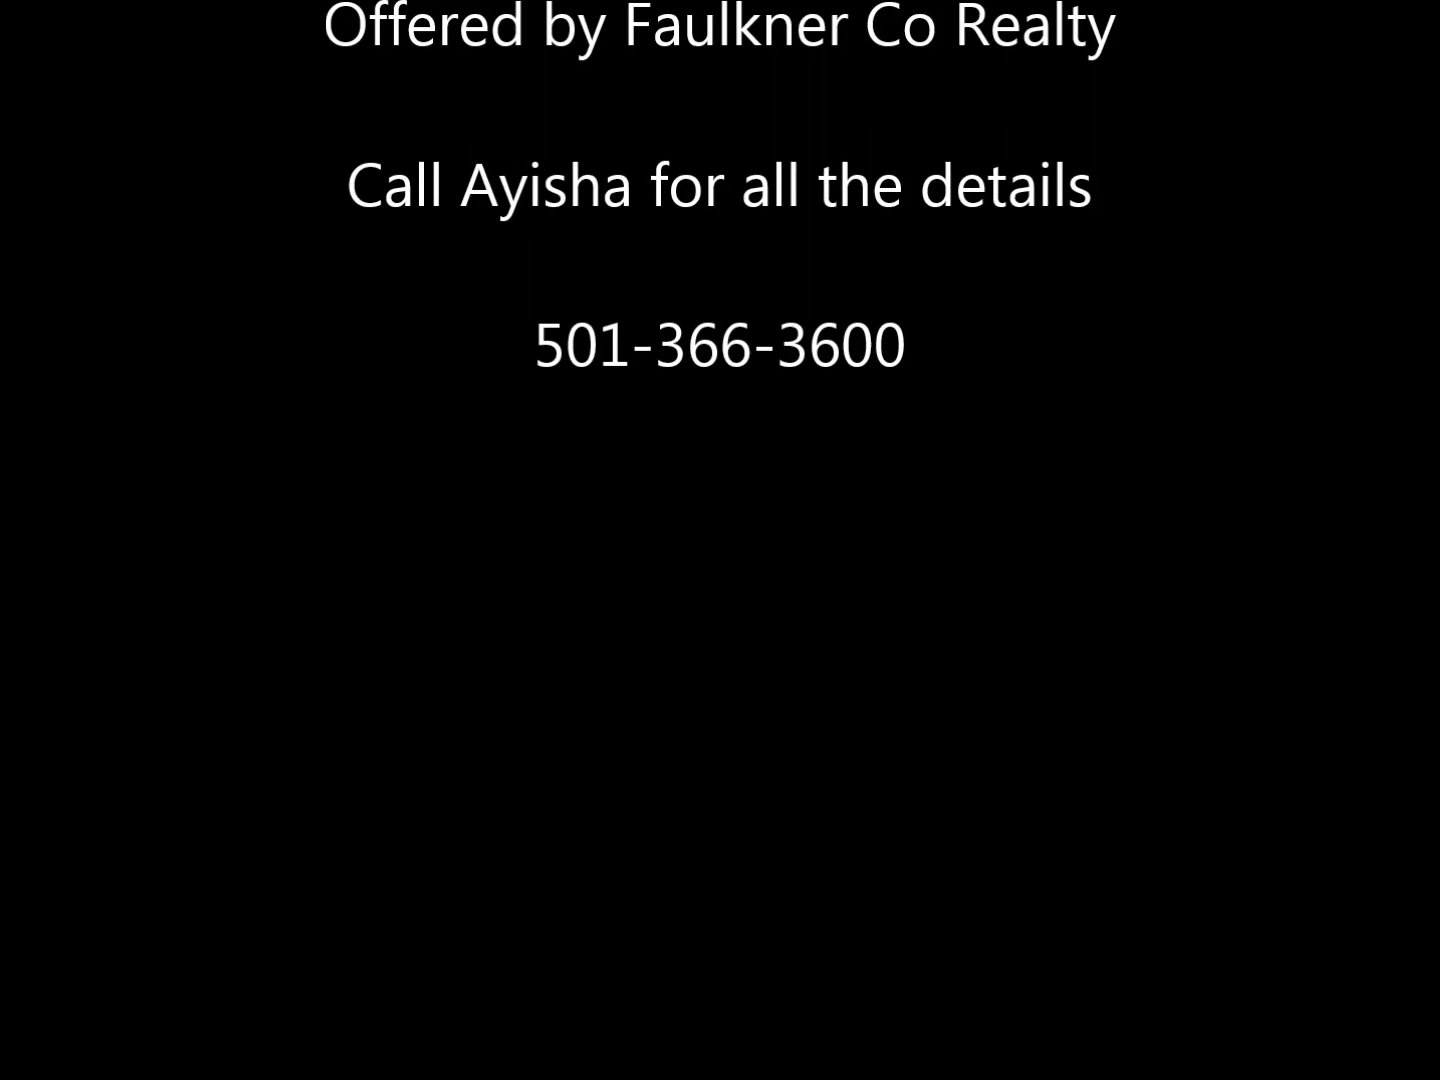 Offered by Faulkner Co Realty
Call Ayisha for all the details
501-366-3600